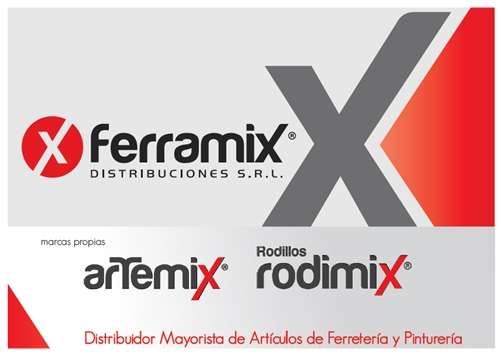 X ferramix®
DISTRIBUCIONES S.R.L.
X
marcas propias
arTemix®
Rodillos
rodimix®
Distribuidor Mayorista de Artículos de Ferretería y Pinturería